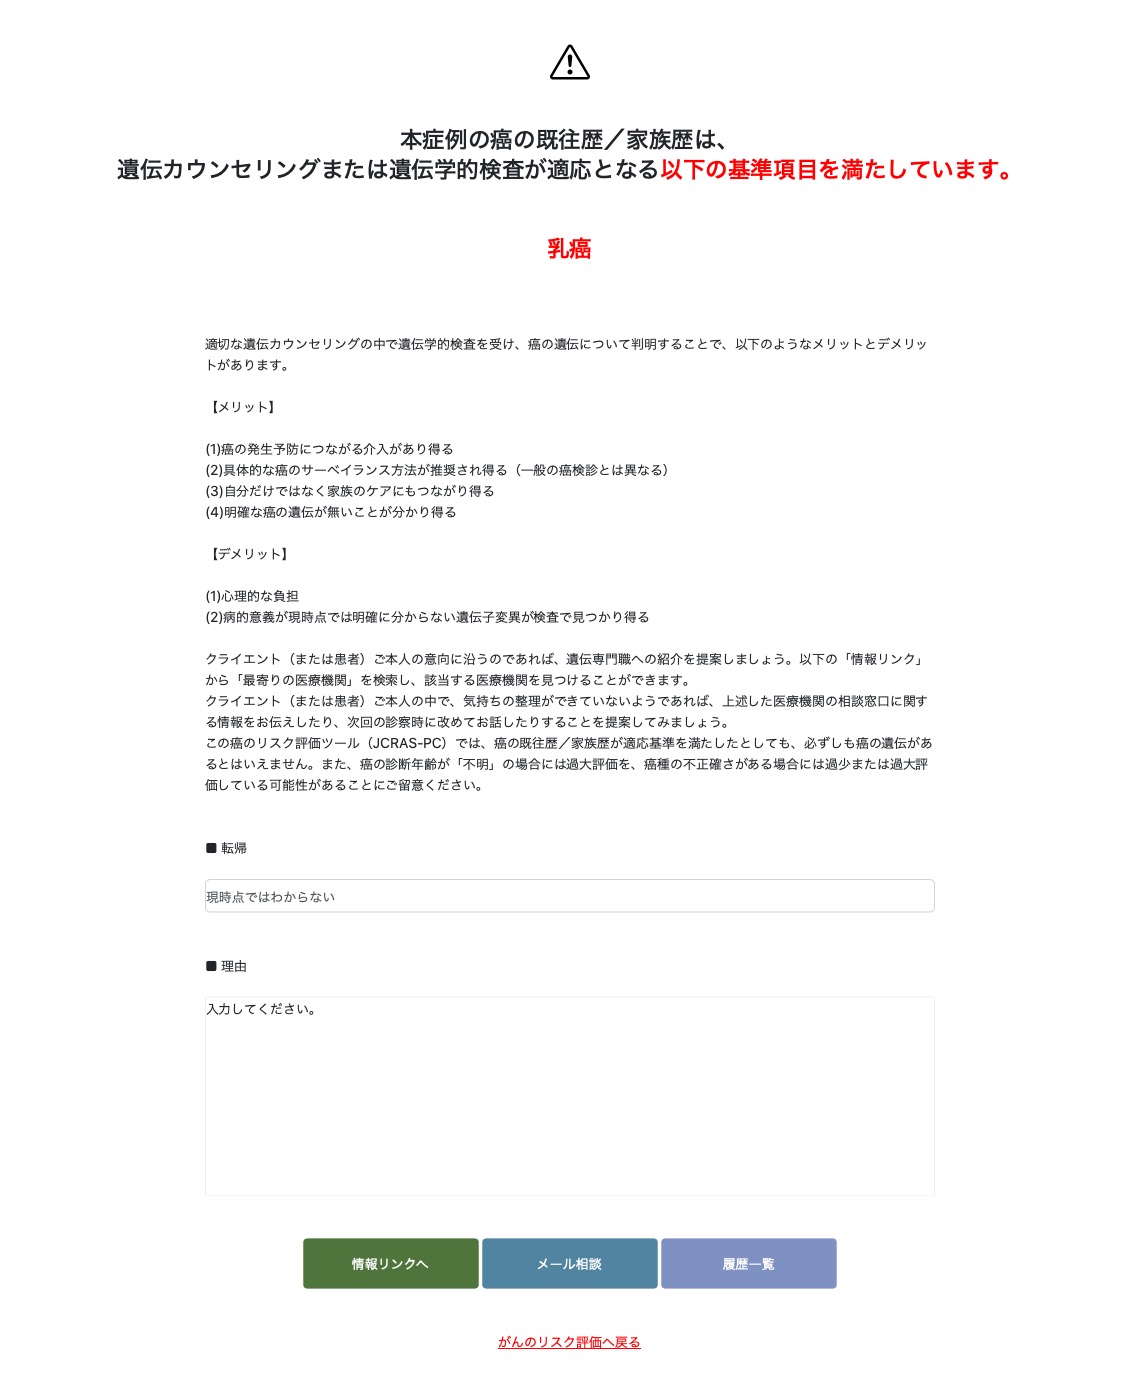 本症例の癌の既往歴／家族歴は、
遺伝カウンセリングまたは遺伝学的検査が適応となる以下の基準項目を満たしています。
乳癌
適切な遺伝カウンセリングの中で遺伝学的検査を受け、癌の遺伝について判明することで、以下のようなメリットとデメリッ
トがあります。
【メリット】
(1)癌の発生予防につながる介入があり得る
(2)具体的な癌のサーベイランス方法が推奨され得る（一般の癌検診とは異なる）
(3)自分だけではなく家族のケアにもつながり得る
(4)明確な癌の遺伝が無いことが分かり得る
【デメリット】
(1)心理的な負担
(2)病的意義が現時点では明確に分からない遺伝子変異が検査で見つかり得る
クライエント（または患者）ご本人の意向に沿うのであれば、遺伝専門職への紹介を提案しましょう。以下の「情報リンク」
から「最寄りの医療機関」を検索し、該当する医療機関を見つけることができます。
クライエント（または患者）ご本人の中で、気持ちの整理ができていないようであれば、上述した医療機関の相談窓口に関す
る情報をお伝えしたり、次回の診察時に改めてお話したりすることを提案してみましょう。
この癌のリスク評価ツール（JCRAS-PC）では、癌の既往歴／家族歴が適応基準を満たしたとしても、必ずしも癌の遺伝があ
るとはいえません。また、癌の診断年齢が「不明」の場合には過大評価を、癌種の不正確さがある場合には過少または過大評
価している可能性があることにご留意ください。
■ 転帰
現時点ではわからない
■ 理由
入力してください。
情報リンクへ
メール相談
履歴一覧
がんのリスク評価へ戻る